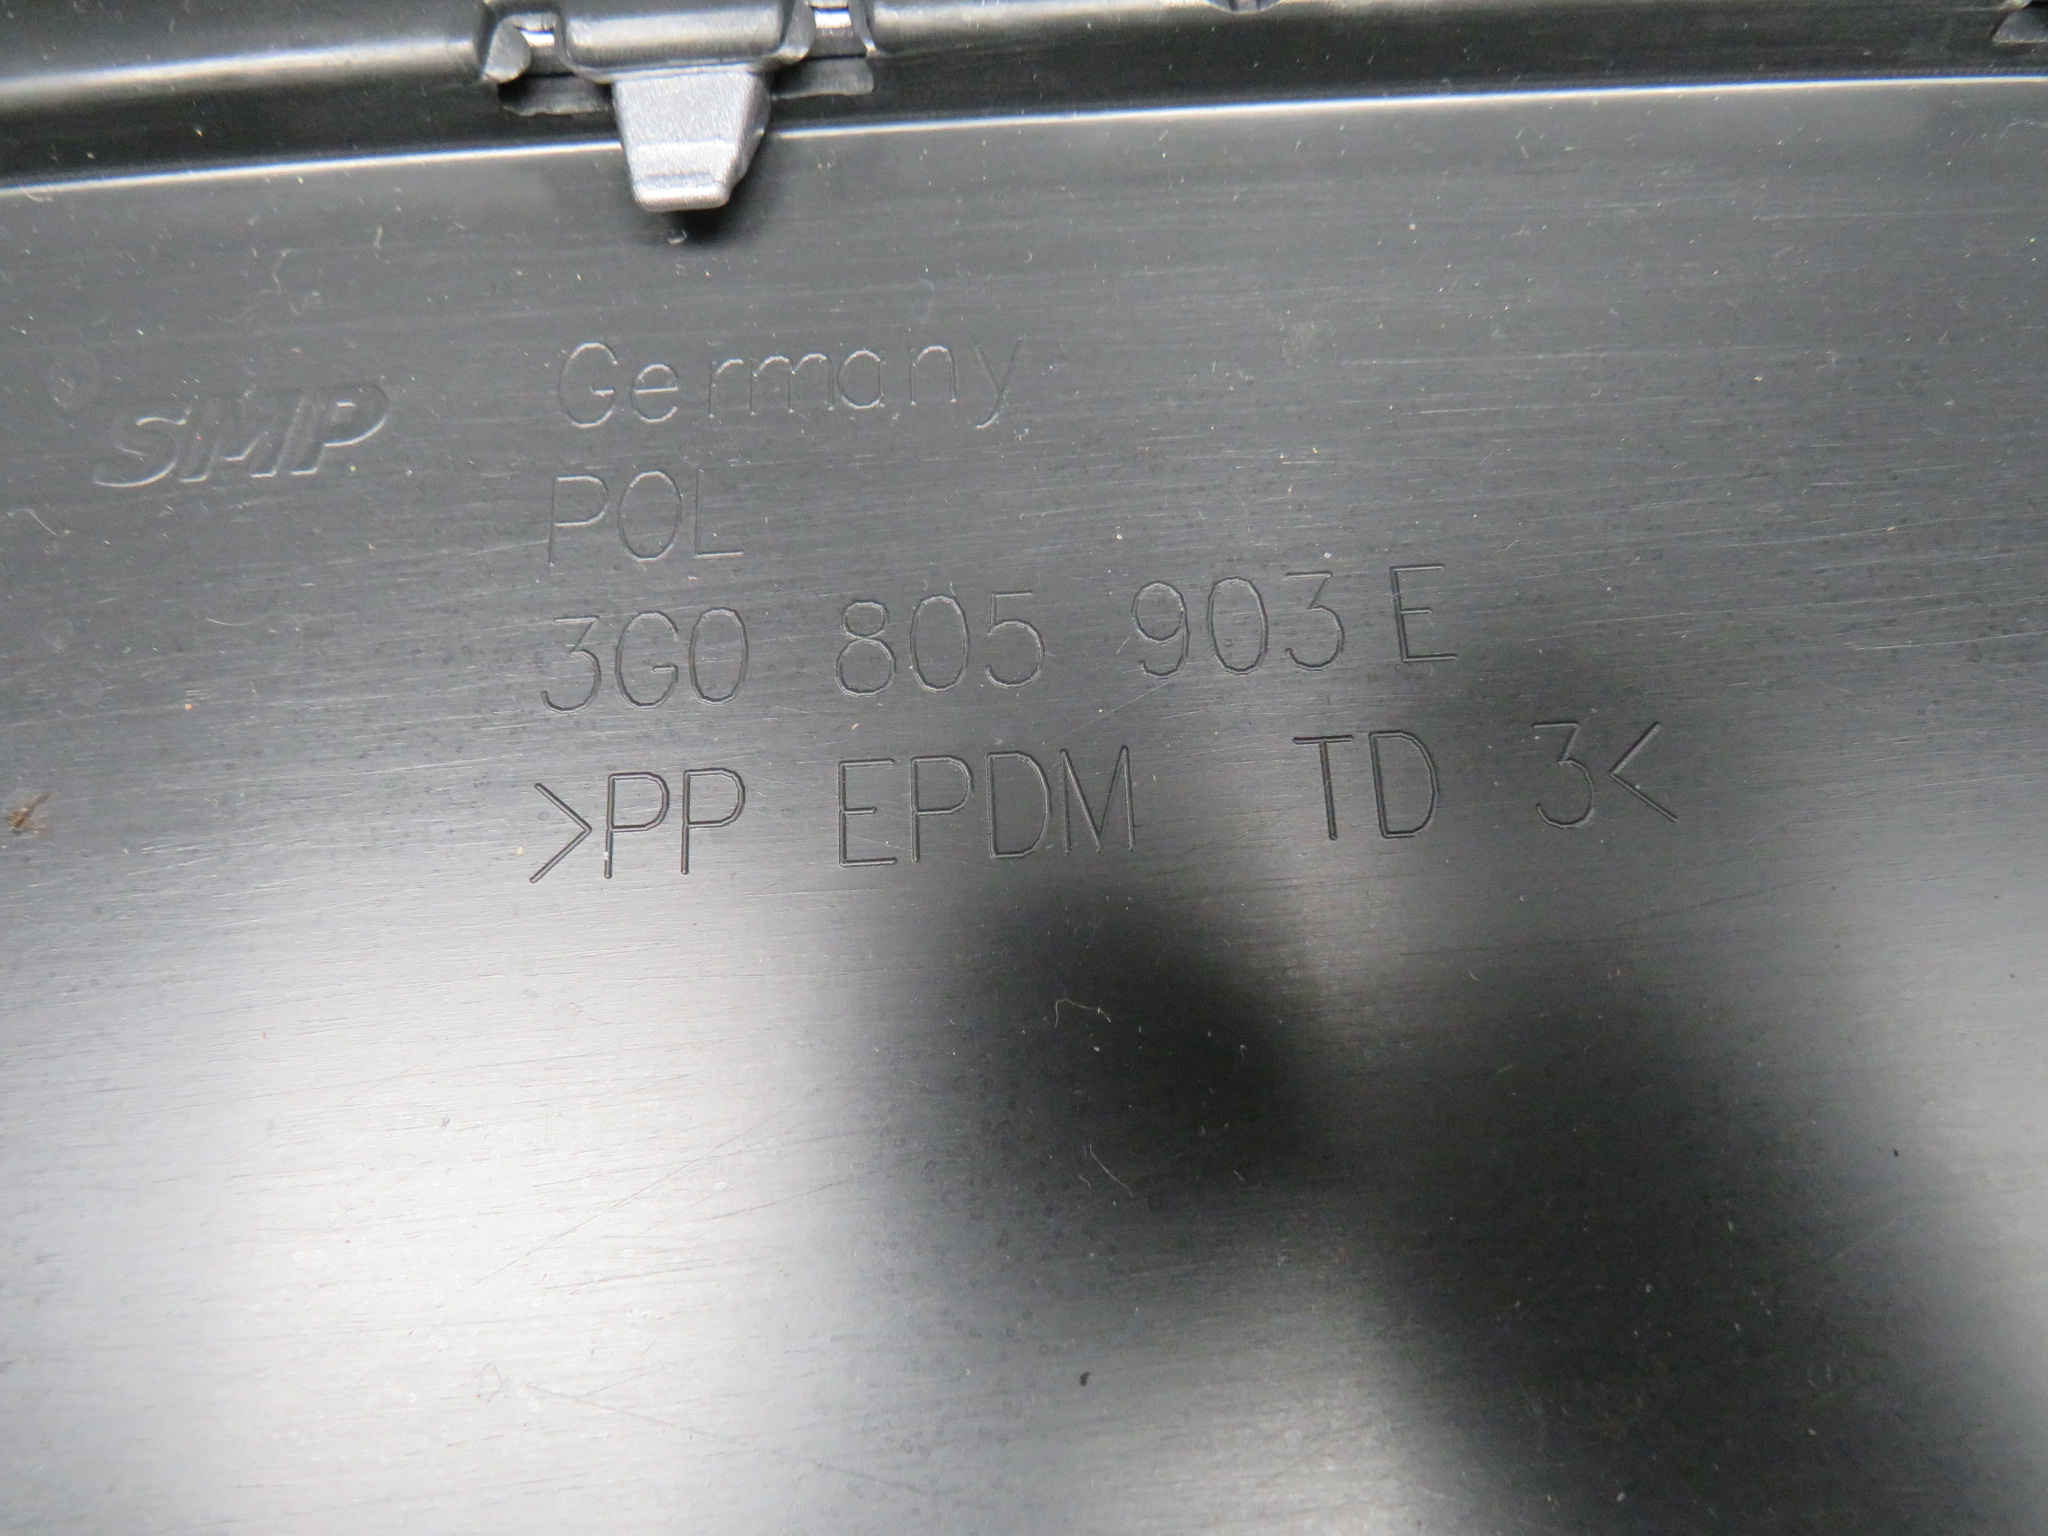 SMP
Germany
POL
3G0 805 903 E
>PP EPDM TD 3<